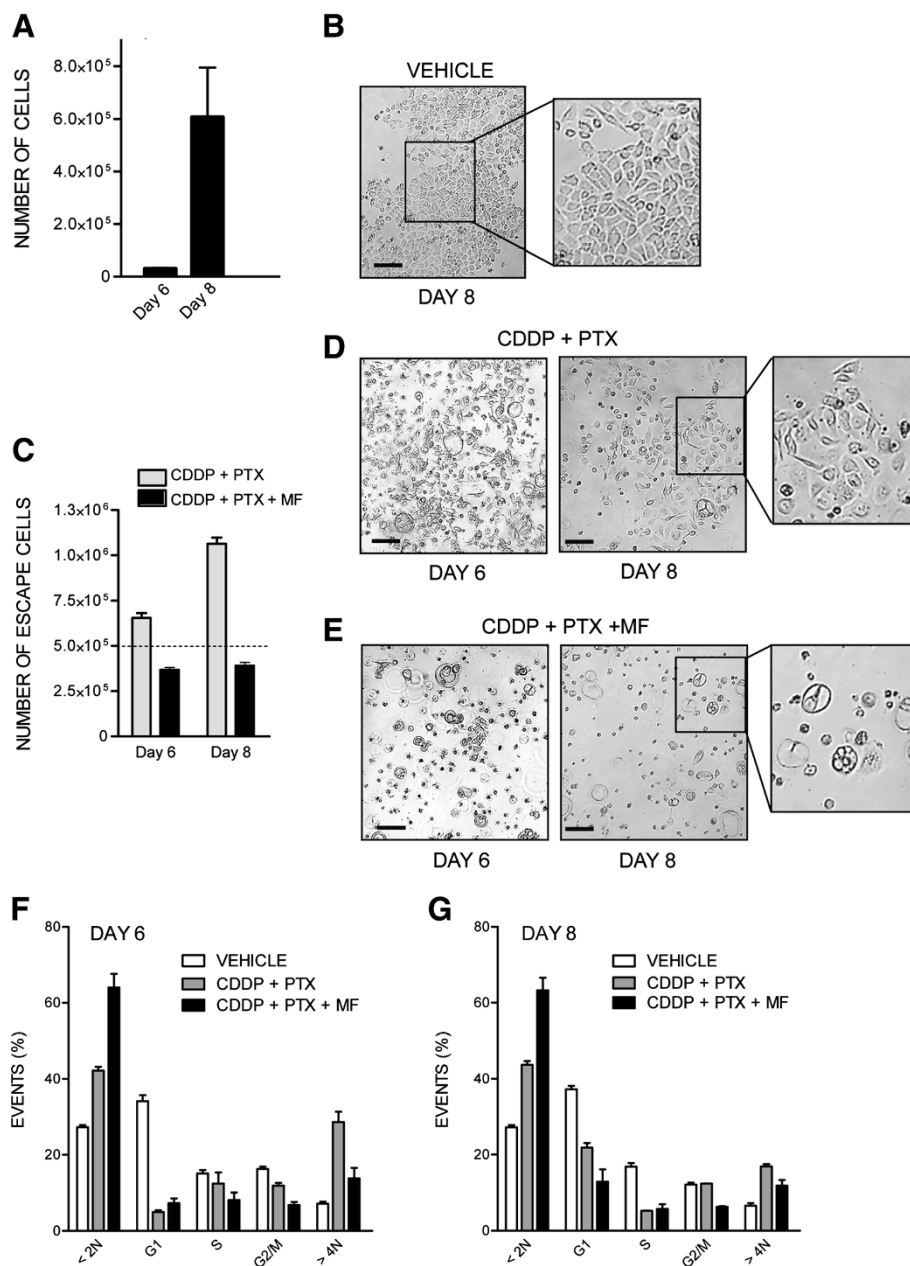 A
NUMBER OF CELLS
8.0x10⁵
6.0x10⁵
4.0x10⁵
2.0x10⁵
0
Day 6
Day 8
B
VEHICLE
DAY 8
C
CDDP + PTX
CDDP + PTX + MF
NUMBER OF ESCAPE CELLS
1.3x10⁶
1.0x10⁶
7.5x10⁵
5.0x10⁵
2.5x10⁵
0
Day 6
Day 8
D
CDDP + PTX
DAY 6
DAY 8
E
CDDP + PTX +MF
DAY 6
DAY 8
F
DAY 6
VEHICLE
CDDP + PTX
CDDP + PTX + MF
EVENTS (%)
80
60
40
20
0
< 2N
G1
S
G2/M
> 4N
G
DAY 8
VEHICLE
CDDP + PTX
CDDP + PTX + MF
EVENTS (%)
80
60
40
20
0
< 2N
G1
S
G2/M
> 4N